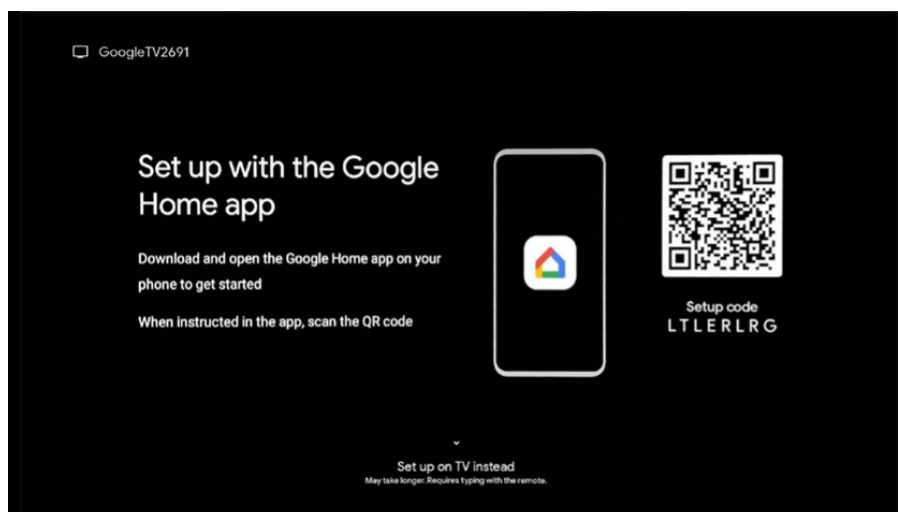 GoogleTV2691
Set up with the Google
Home app
Download and open the Google Home app on your
phone to get started
When instructed in the app, scan the QR code
Setup code
LTLERLRG
Set up on TV instead
May take longer. Requires typing with the remote.